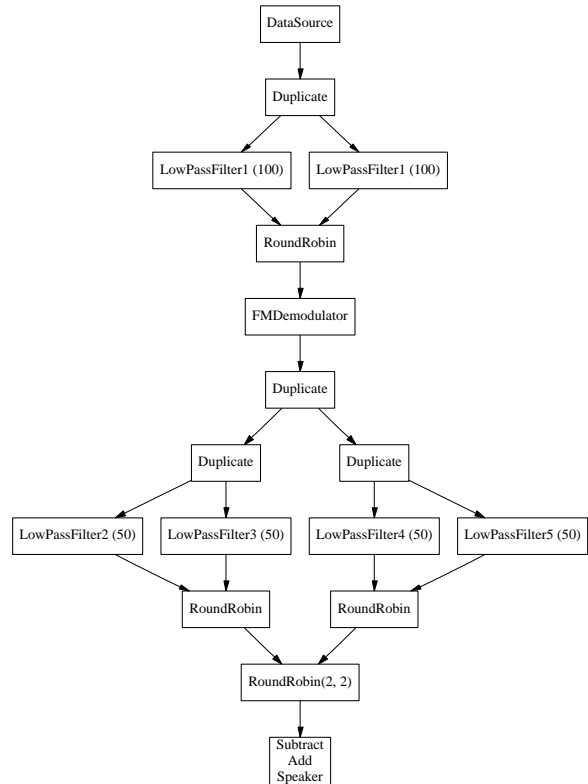 DataSource
Duplicate
LowPassFilter1 (100)
LowPassFilter1 (100)
RoundRobin
FMDemodulator
Duplicate
Duplicate
Duplicate
LowPassFilter2 (50)
LowPassFilter3 (50)
LowPassFilter4 (50)
LowPassFilter5 (50)
RoundRobin
RoundRobin
RoundRobin(2, 2)
Subtract
Add
Speaker